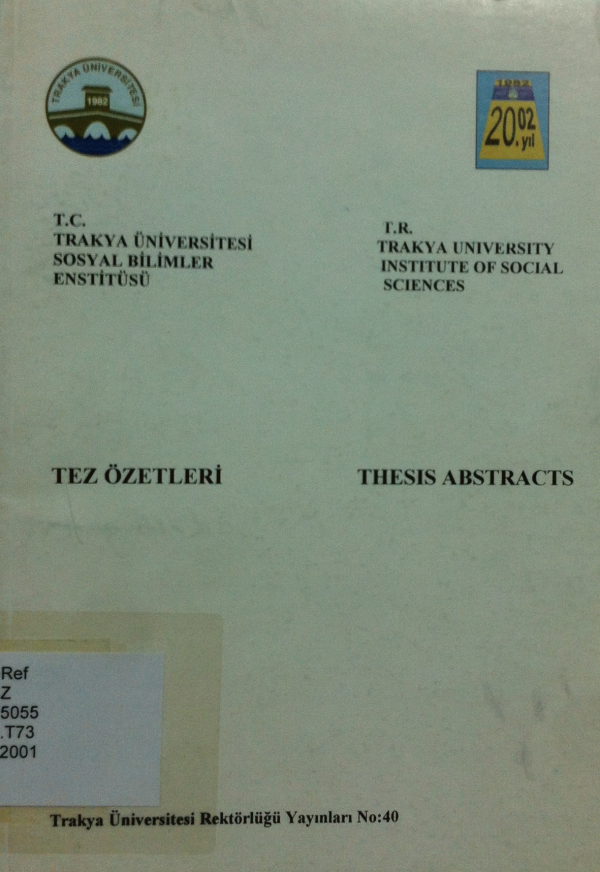 TRAKYA ÜNİVERSİTESİ
1982
1982
2002
20.yıl
T.C.
TRAKYA ÜNİVERSİTESİ
SOSYAL BİLİMLER
ENSTİTÜSÜ
T.R.
TRAKYA UNIVERSITY
INSTITUTE OF SOCIAL
SCIENCES
TEZ ÖZETLERİ
THESIS ABSTRACTS
Ref
Z
5055
.T73
2001
Trakya Üniversitesi Rektörlüğü Yayınları No:40